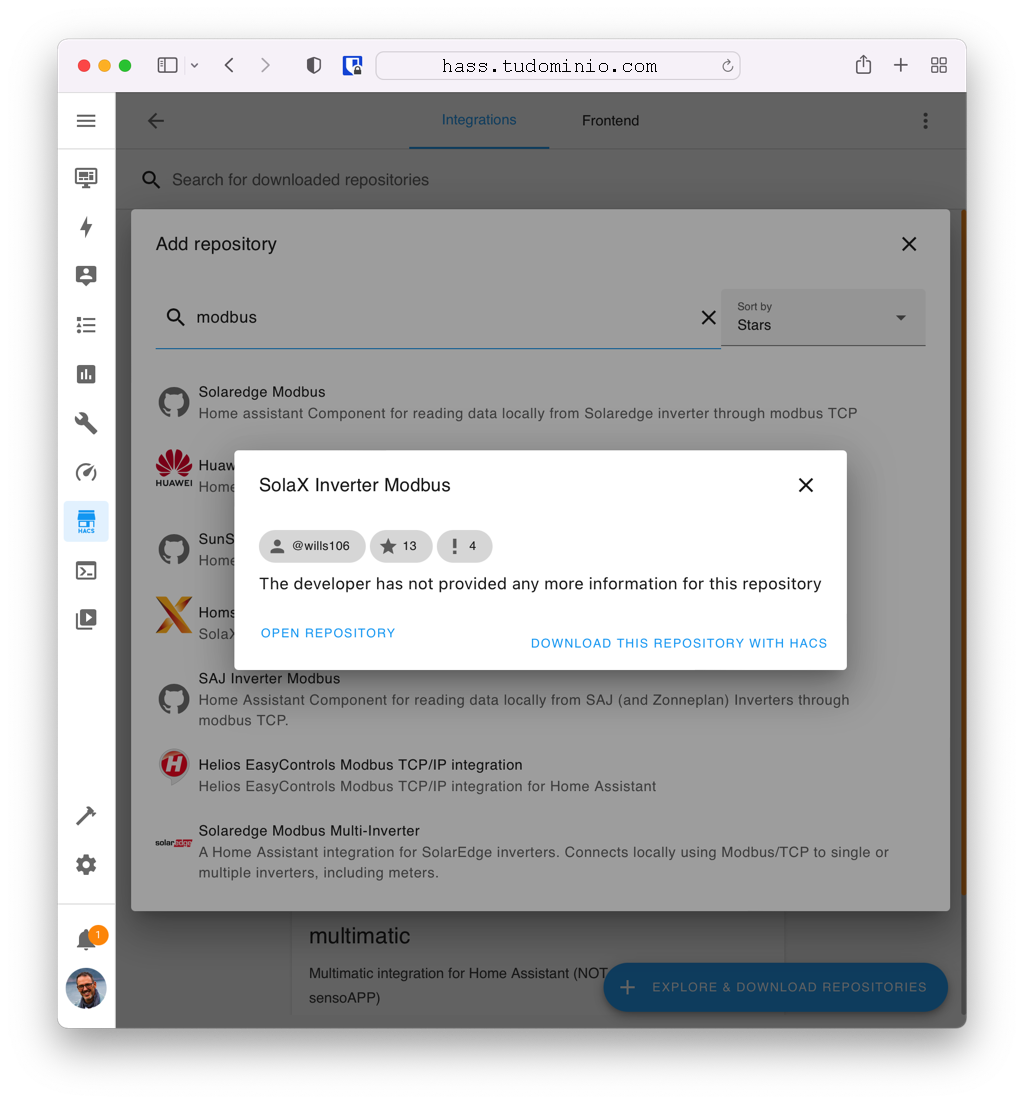 hass.tudominio.com
Integrations
Frontend
Search for downloaded repositories
Add repository
modbus
Sort by
Stars
Solaredge Modbus
Home assistant Component for reading data locally from Solaredge inverter through modbus TCP
HUAWEI
Huaw
Home
SolaX Inverter Modbus
@wills106
13
4
The developer has not provided any more information for this repository
OPEN REPOSITORY
DOWNLOAD THIS REPOSITORY WITH HACS
HACS
SunS
Home
Homs
SolaX
SAJ Inverter Modbus
Home Assistant Component for reading data locally from SAJ (and Zonneplan) Inverters through
modbus TCP.
Helios EasyControls Modbus TCP/IP integration
Helios EasyControls Modbus TCP/IP integration for Home Assistant
solaredge
Solaredge Modbus Multi-Inverter
A Home Assistant integration for SolarEdge inverters. Connects locally using Modbus/TCP to single or
multiple inverters, including meters.
1
multimatic
Multimatic integration for Home Assistant (NOT
sensoAPP)
EXPLORE & DOWNLOAD REPOSITORIES